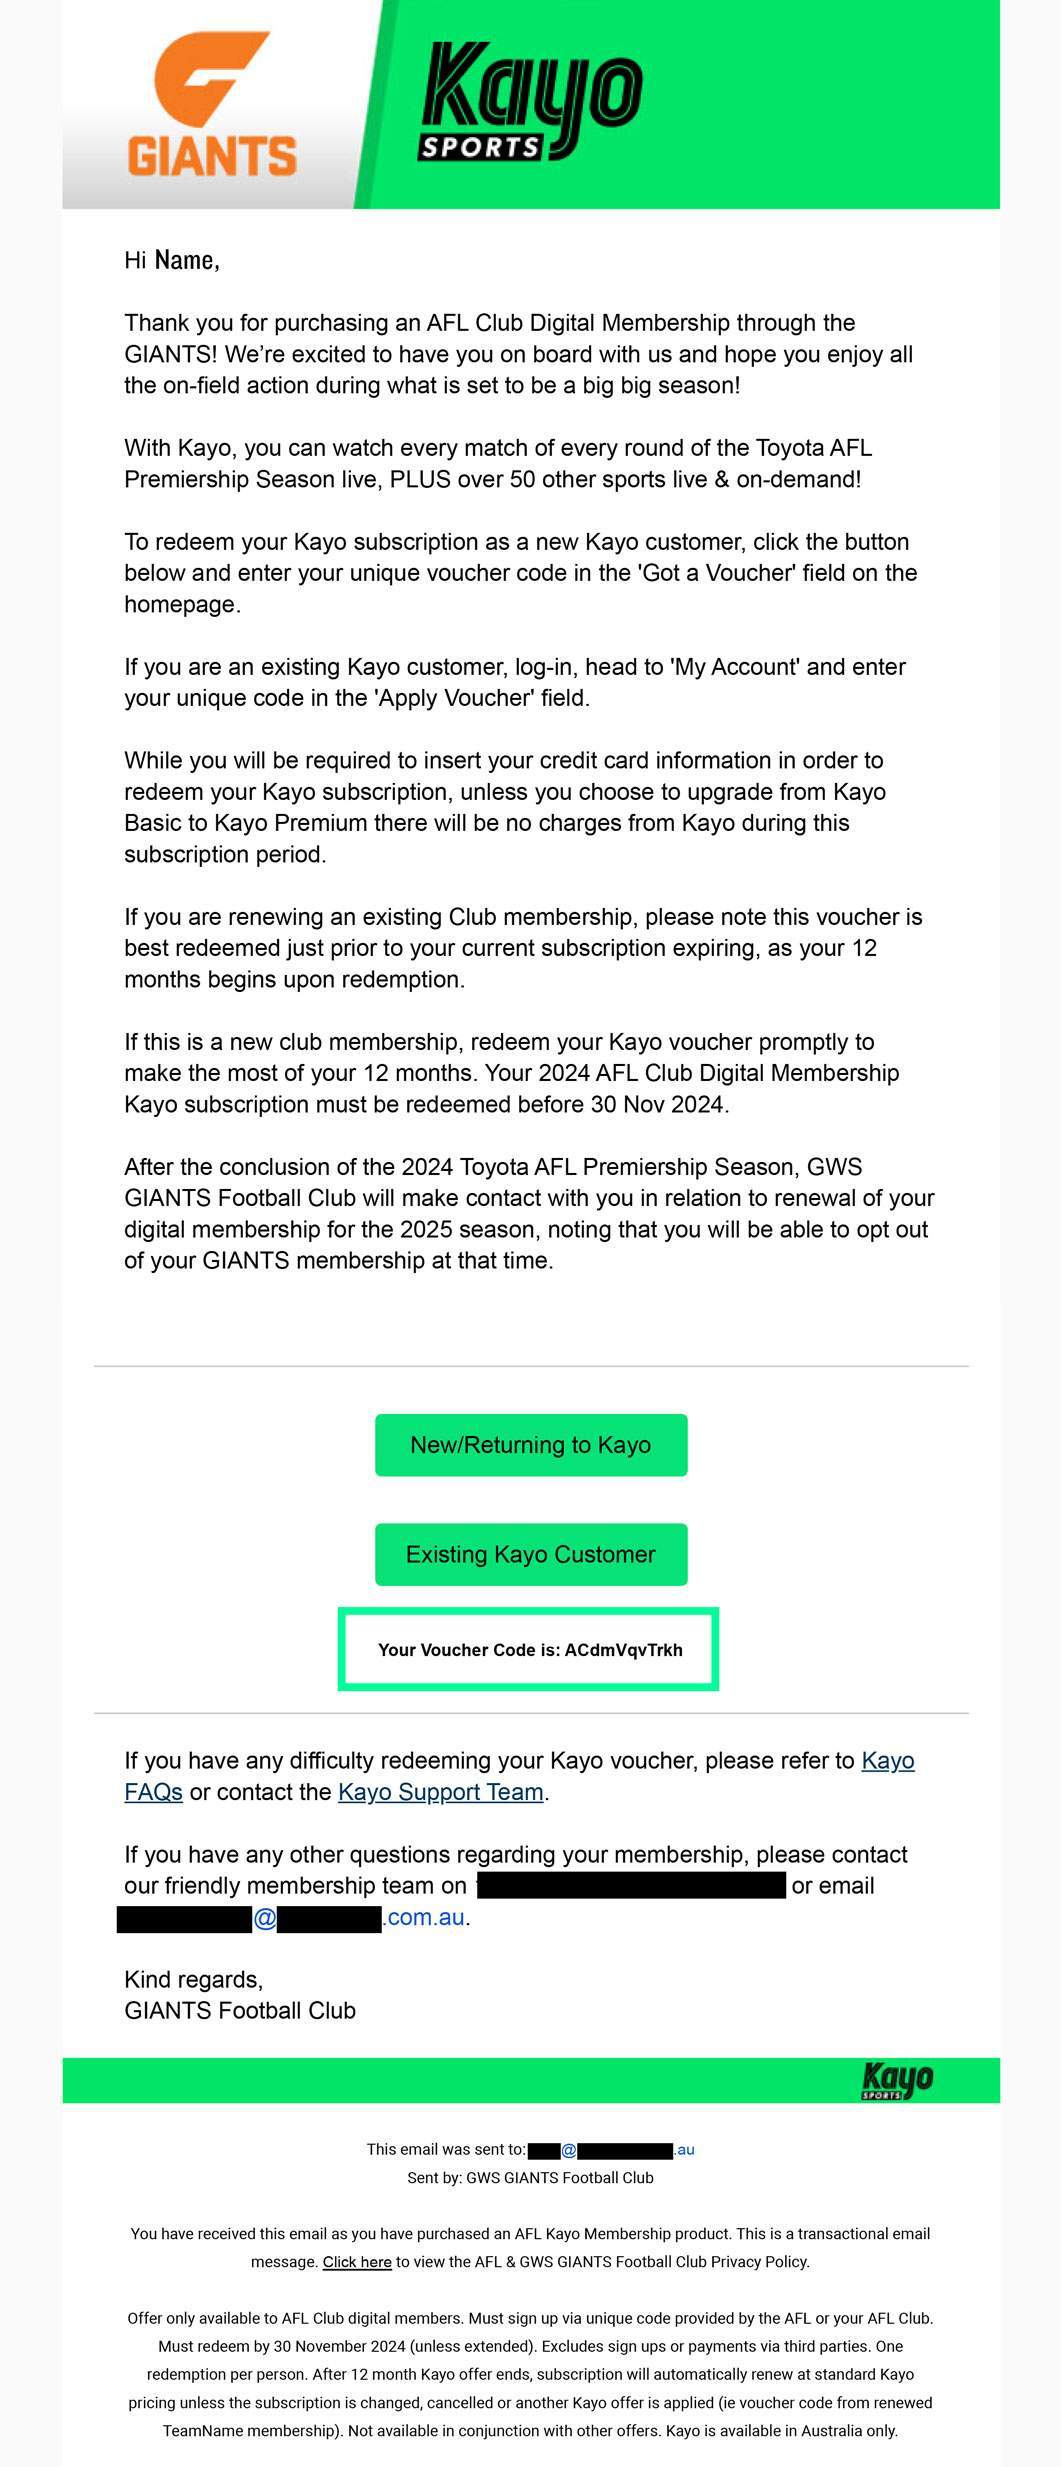 GIANTS
Kayo
SPORTS
Hi Name,
Thank you for purchasing an AFL Club Digital Membership through the
GIANTS! We’re excited to have you on board with us and hope you enjoy all
the on-field action during what is set to be a big big season!
With Kayo, you can watch every match of every round of the Toyota AFL
Premiership Season live, PLUS over 50 other sports live & on-demand!
To redeem your Kayo subscription as a new Kayo customer, click the button
below and enter your unique voucher code in the 'Got a Voucher' field on the
homepage.
If you are an existing Kayo customer, log-in, head to 'My Account' and enter
your unique code in the 'Apply Voucher' field.
While you will be required to insert your credit card information in order to
redeem your Kayo subscription, unless you choose to upgrade from Kayo
Basic to Kayo Premium there will be no charges from Kayo during this
subscription period.
If you are renewing an existing Club membership, please note this voucher is
best redeemed just prior to your current subscription expiring, as your 12
months begins upon redemption.
If this is a new club membership, redeem your Kayo voucher promptly to
make the most of your 12 months. Your 2024 AFL Club Digital Membership
Kayo subscription must be redeemed before 30 Nov 2024.
After the conclusion of the 2024 Toyota AFL Premiership Season, GWS
GIANTS Football Club will make contact with you in relation to renewal of your
digital membership for the 2025 season, noting that you will be able to opt out
of your GIANTS membership at that time.
New/Returning to Kayo
Existing Kayo Customer
Your Voucher Code is: ACdmVqvTrkh
If you have any difficulty redeeming your Kayo voucher, please refer to Kayo
FAQs or contact the Kayo Support Team.
If you have any other questions regarding your membership, please contact
our friendly membership team on or email
@ .com.au.
Kind regards,
GIANTS Football Club
Kayo
SPORTS
This email was sent to: @ .au
Sent by: GWS GIANTS Football Club
You have received this email as you have purchased an AFL Kayo Membership product. This is a transactional email
message. Click here to view the AFL & GWS GIANTS Football Club Privacy Policy.
Offer only available to AFL Club digital members. Must sign up via unique code provided by the AFL or your AFL Club.
Must redeem by 30 November 2024 (unless extended). Excludes sign ups or payments via third parties. One
redemption per person. After 12 month Kayo offer ends, subscription will automatically renew at standard Kayo
pricing unless the subscription is changed, cancelled or another Kayo offer is applied (ie voucher code from renewed
TeamName membership). Not available in conjunction with other offers. Kayo is available in Australia only.